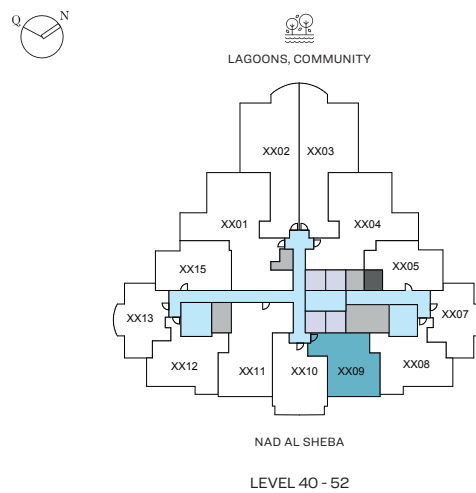 Q N
LAGOONS, COMMUNITY
XX02 XX03
XX01 XX04
XX15 XX05
XX13 XX07
XX12 XX11 XX10 XX09 XX08
NAD AL SHEBA
LEVEL 40 - 52